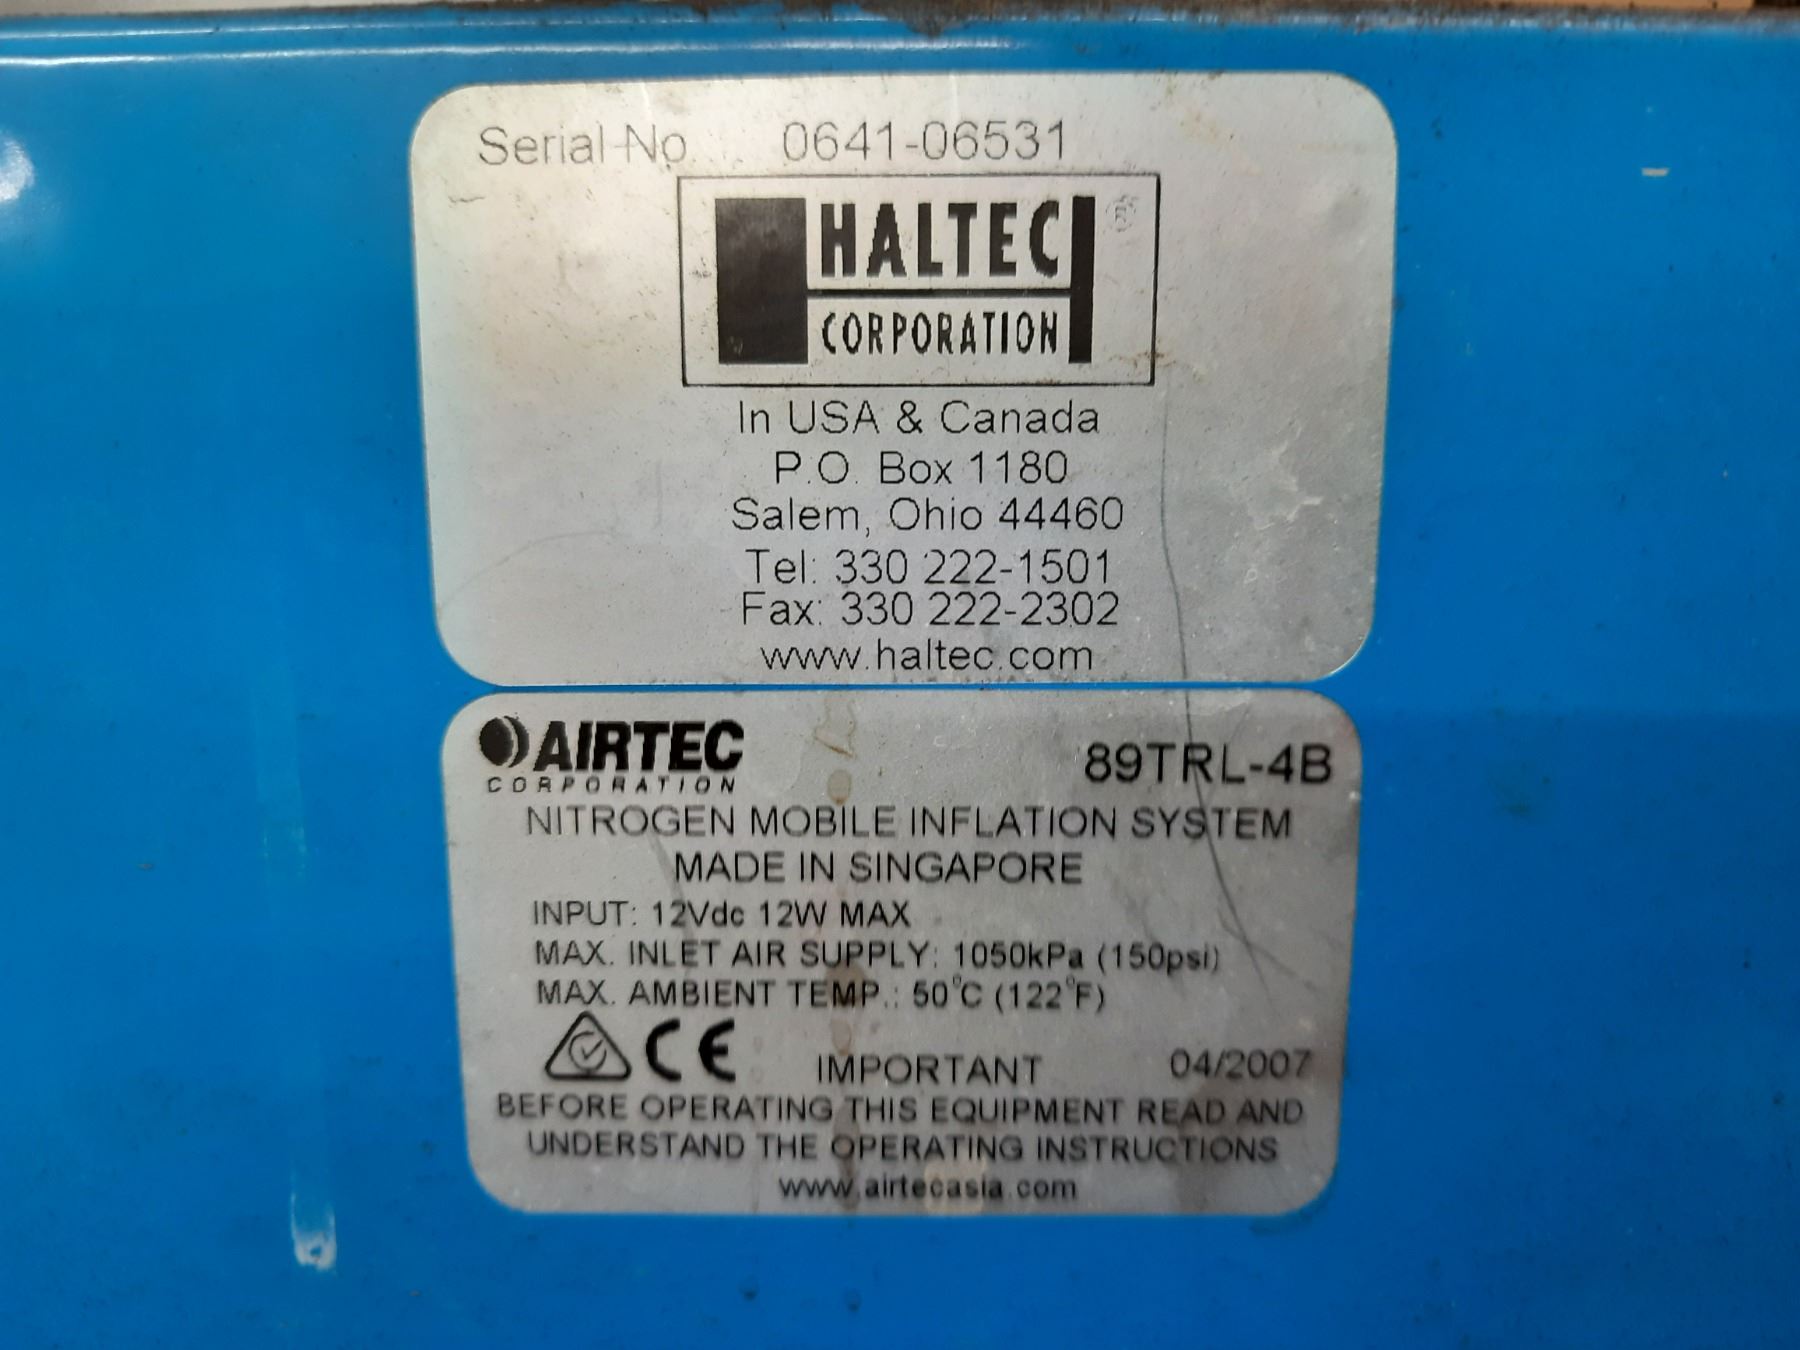 Serial No. 0641-06531
HALTEC ®
CORPORATION
In USA & Canada
P.O. Box 1180
Salem, Ohio 44460
Tel: 330 222-1501
Fax: 330 222-2302
www.haltec.com
AIRTEC 89TRL-4B
CORPORATION
NITROGEN MOBILE INFLATION SYSTEM
MADE IN SINGAPORE
INPUT: 12Vdc 12W MAX
MAX. INLET AIR SUPPLY: 1050kPa (150psi)
MAX. AMBIENT TEMP.: 50°C (122°F)
CE IMPORTANT 04/2007
BEFORE OPERATING THIS EQUIPMENT READ AND
UNDERSTAND THE OPERATING INSTRUCTIONS
www.airtecasia.com